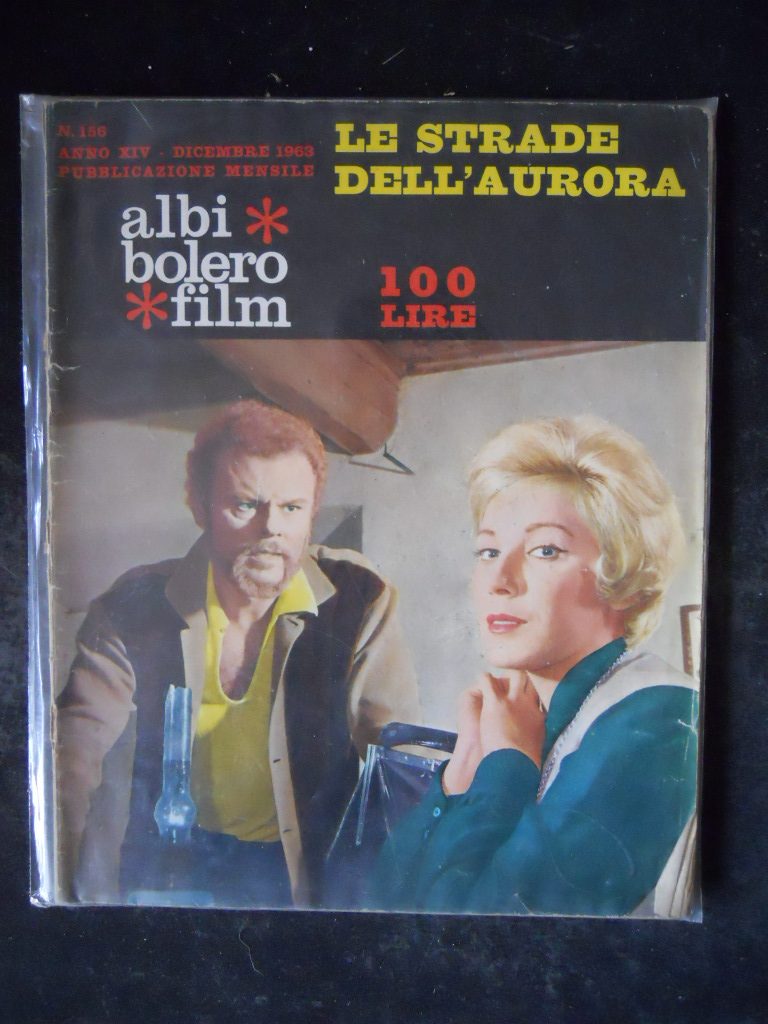 N. 156
ANNO XIV - DICEMBRE 1963
PUBBLICAZIONE MENSILE
LE STRADE
DELL'AURORA
albi *
bolero
*film
100
LIRE